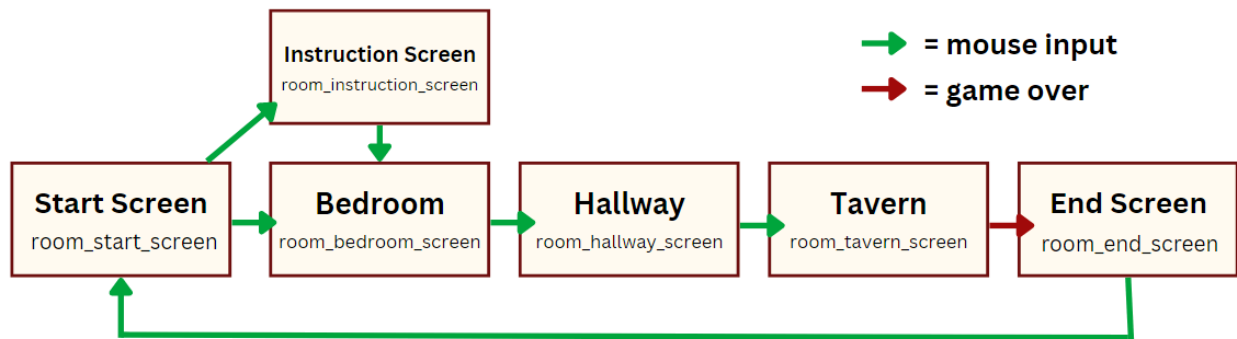 Instruction Screen
room_instruction_screen
= mouse input
= game over
Start Screen
room_start_screen
Bedroom
room_bedroom_screen
Hallway
room_hallway_screen
Tavern
room_tavern_screen
End Screen
room_end_screen